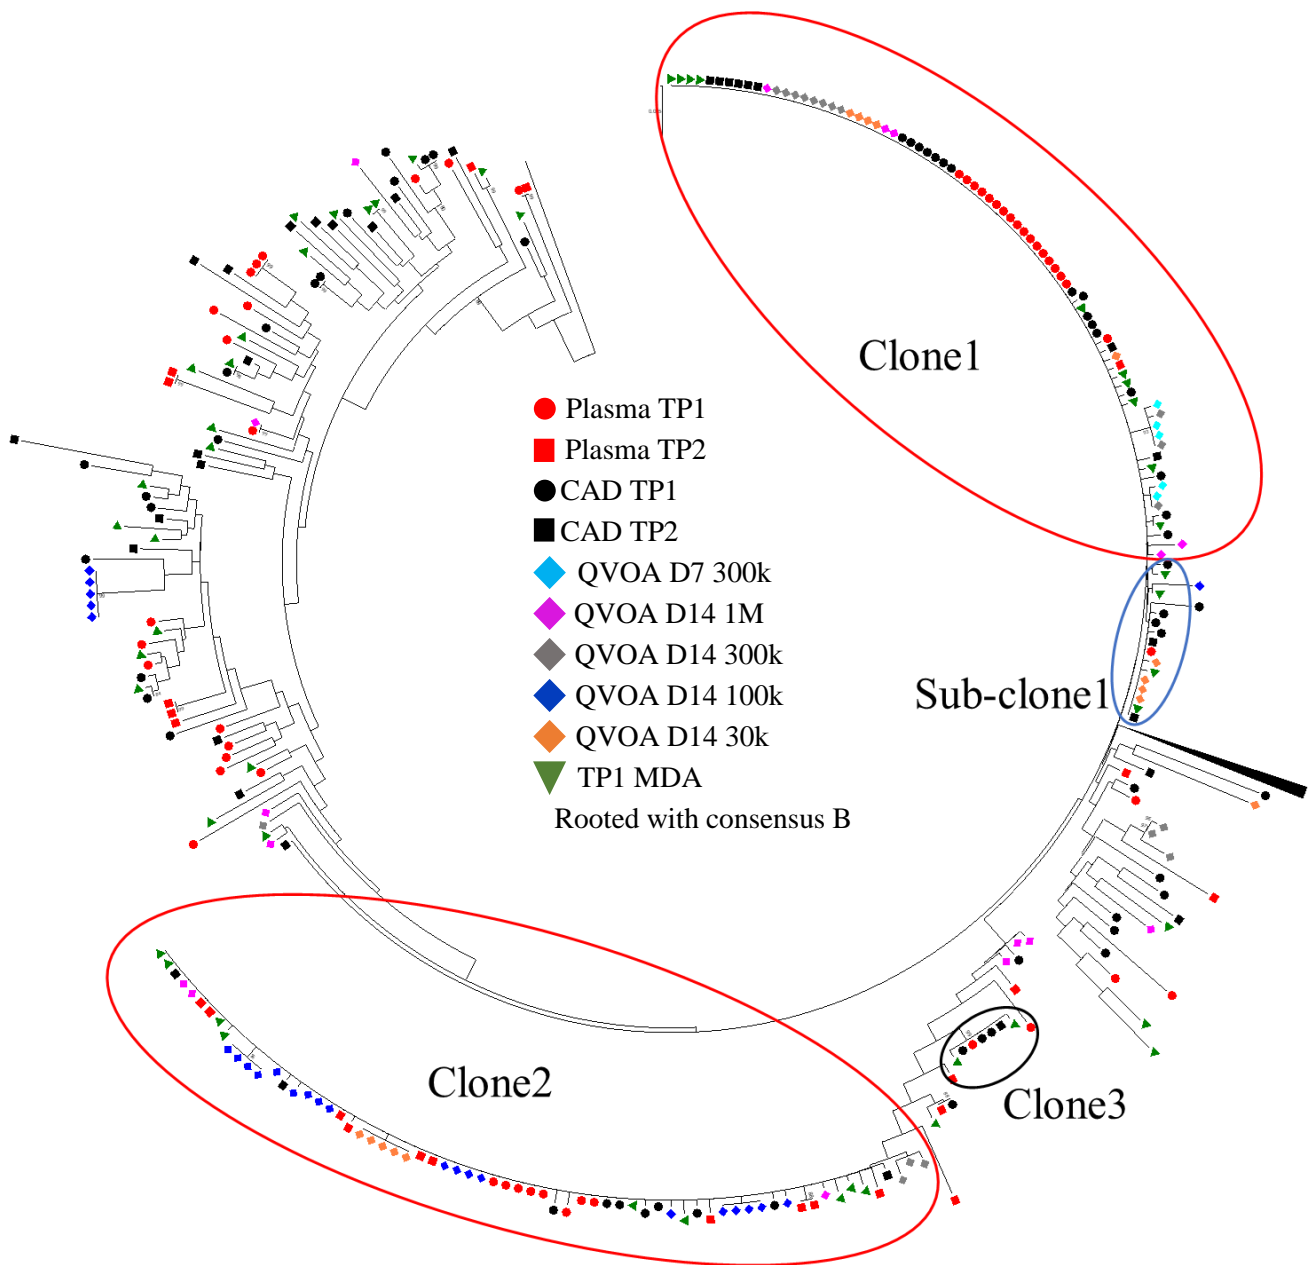 Clone1
Plasma TP1
Plasma TP2
CAD TP1
CAD TP2
QVOA D7 300k
QVOA D14 1M
QVOA D14 300k
QVOA D14 100k
QVOA D14 30k
TP1 MDA
Rooted with consensus B
Sub-clone1
Clone2
Clone3